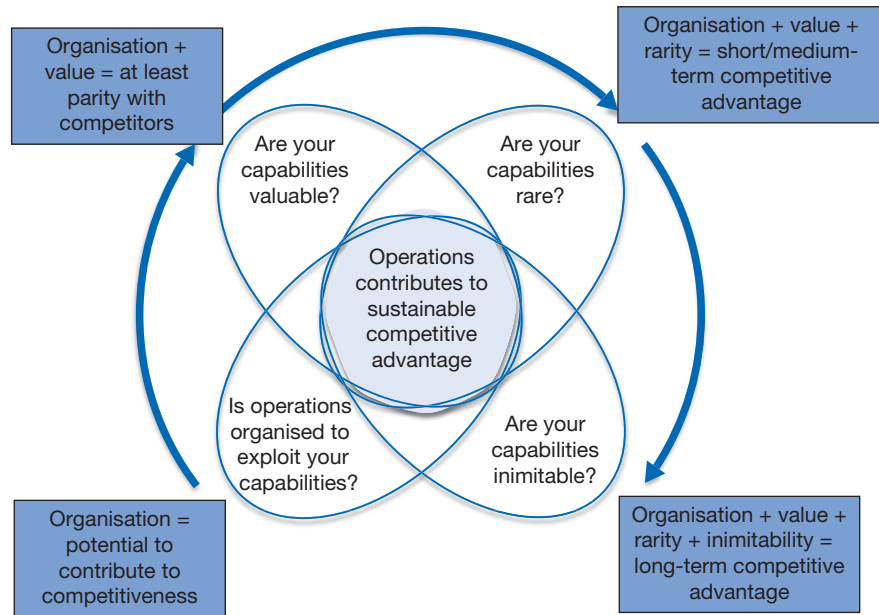 Organisation +
value = at least
parity with
competitors
Organisation + value +
rarity = short/medium-
term competitive
advantage
Are your
capabilities
valuable?
Are your
capabilities
rare?
Operations
contributes to
sustainable
competitive
advantage
Is operations
organised to
exploit your
capabilities?
Are your
capabilities
inimitable?
Organisation =
potential to
contribute to
competitiveness
Organisation + value +
rarity + inimitability =
long-term competitive
advantage